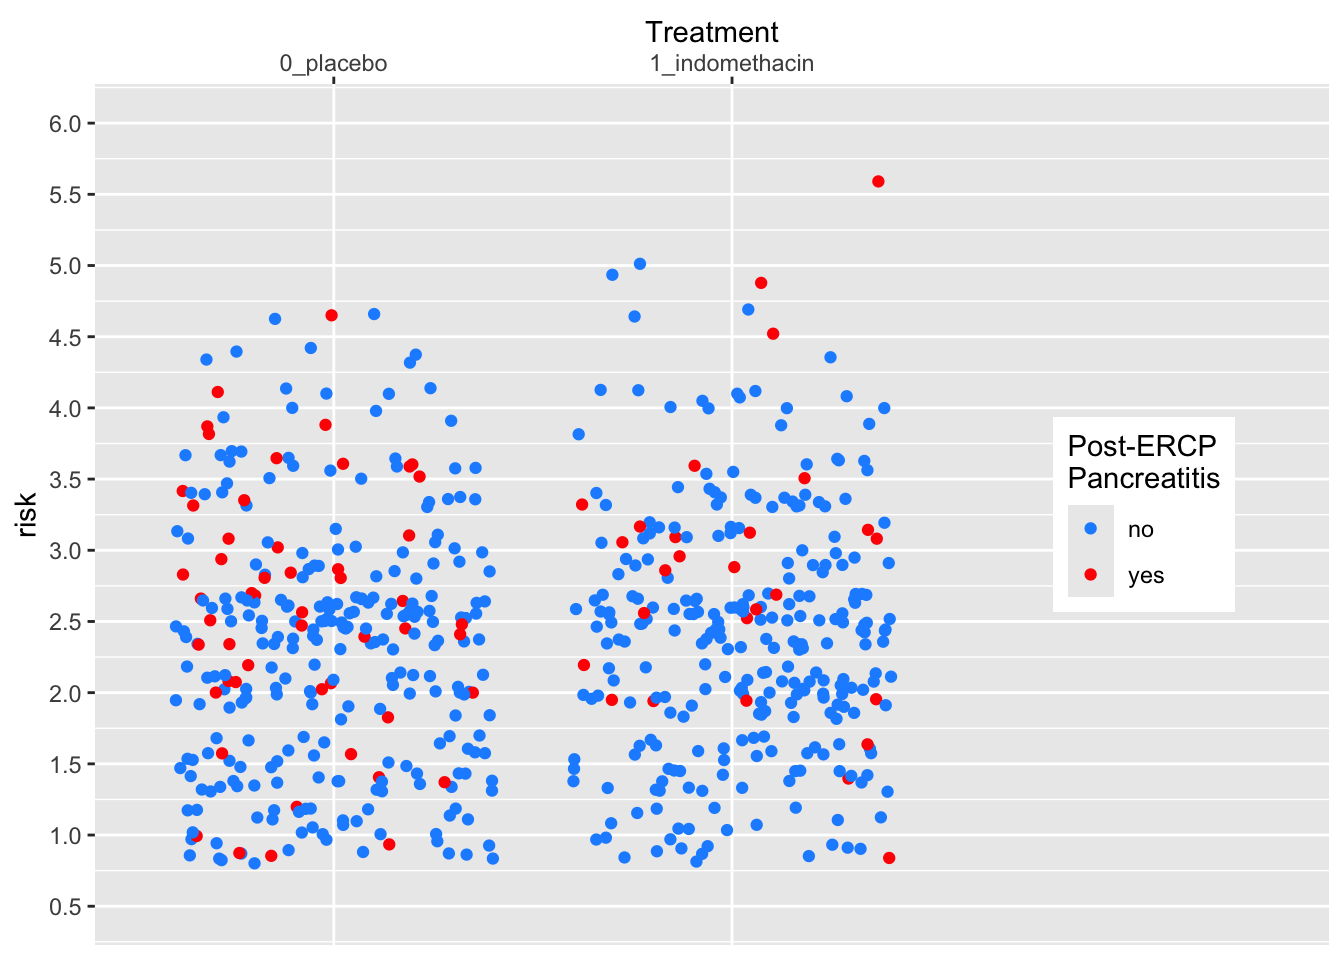 Treatment
0_placebo 1_indomethacin
6.0
5.5
5.0
4.5
4.0
3.5
3.0
2.5
2.0
1.5
1.0
0.5
risk
Post-ERCP
Pancreatitis
no
yes